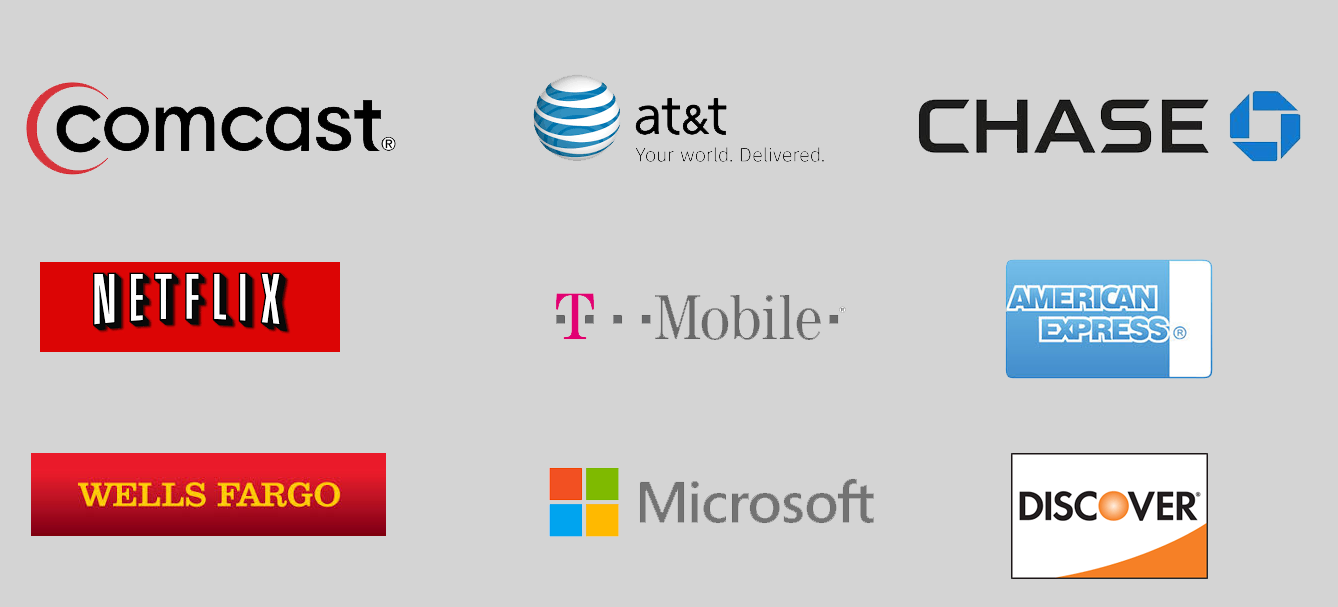 comcast®
at&t
Your world. Delivered.
CHASE
NETFLIX
T··Mobile·
AMERICAN
EXPRESS®
WELLS FARGO
Microsoft
DISCOVER®